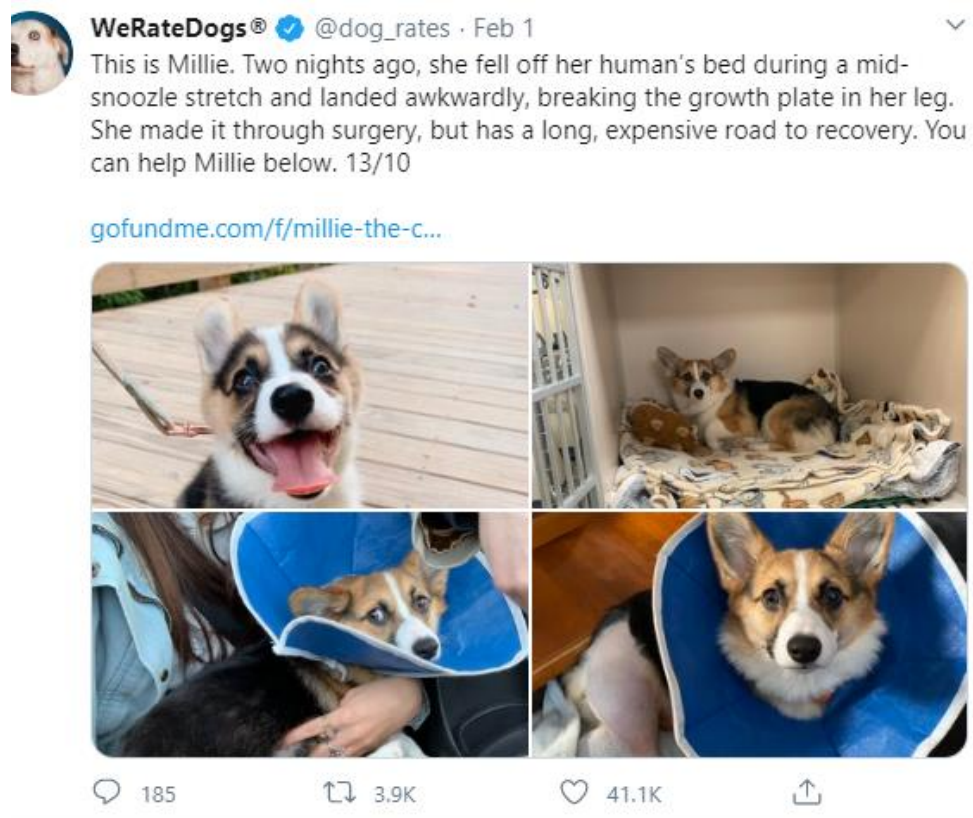 WeRateDogs® @dog_rates · Feb 1
This is Millie. Two nights ago, she fell off her human's bed during a mid-
snoozle stretch and landed awkwardly, breaking the growth plate in her leg.
She made it through surgery, but has a long, expensive road to recovery. You
can help Millie below. 13/10
gofundme.com/f/millie-the-c...
185 3.9K 41.1K